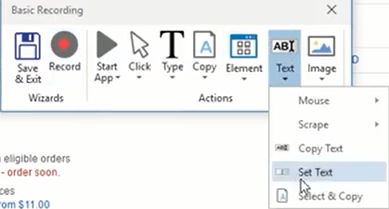 Basic Recording
Save & Exit
Record
Start App
Click
Type
Copy
Element
Text
Image
Wizards
Actions
Mouse
Scrape
Copy Text
Set Text
Select & Copy
eligible orders
- order soon.
ces
rom $11.00